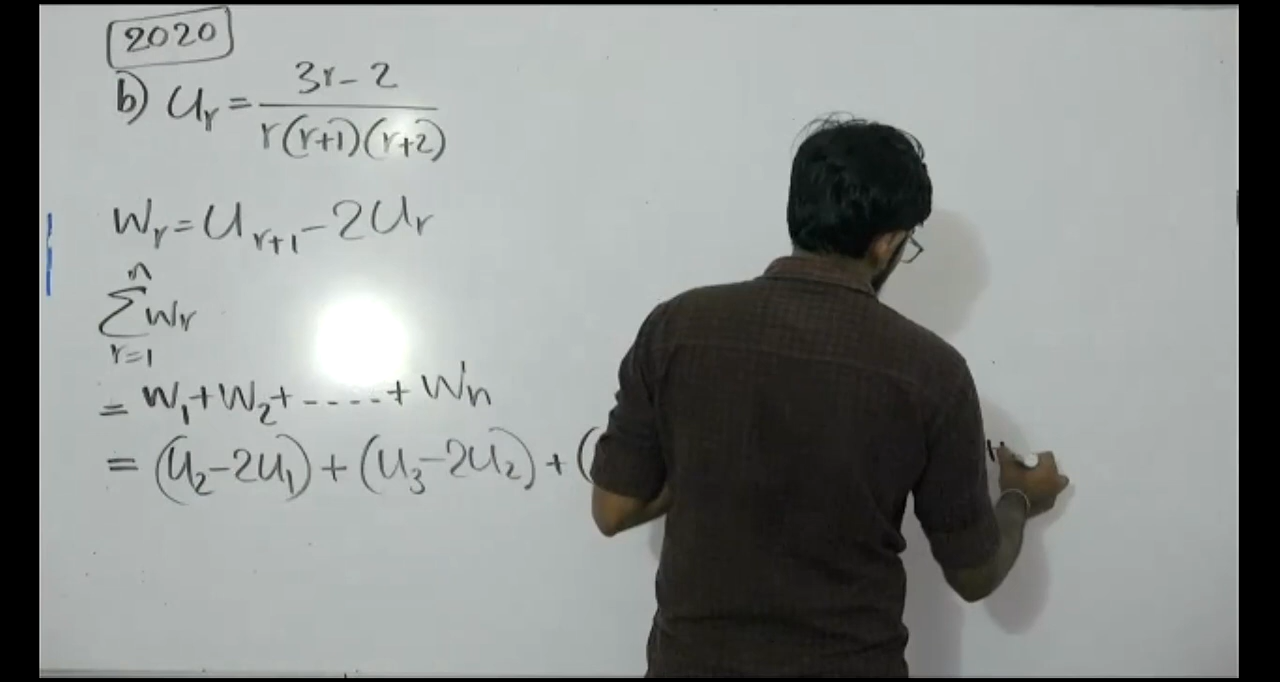 2020
b) Uᵣ = (3r-2)/(r(r+1)(r+2))
Wᵣ = Uᵣ₊₁ - 2Uᵣ
n
∑ Wᵣ
r=1
= W₁+W₂+ - - - - . + Wn
= (U₂-2U₁) + (U₃-2U₂) + (